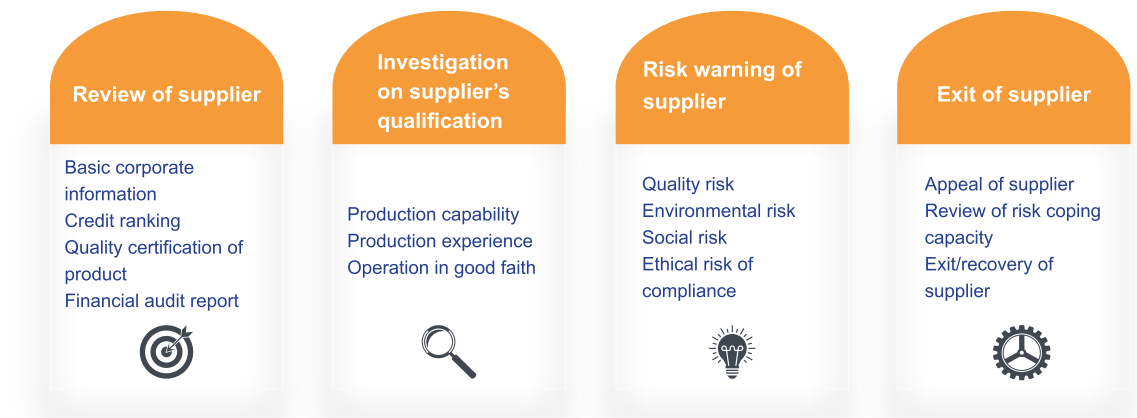 Review of supplier
Basic corporate
information
Credit ranking
Quality certification of
product
Financial audit report
Investigation
on supplier’s
qualification
Production capability
Production experience
Operation in good faith
Risk warning of
supplier
Quality risk
Environmental risk
Social risk
Ethical risk of
compliance
Exit of supplier
Appeal of supplier
Review of risk coping
capacity
Exit/recovery of
supplier